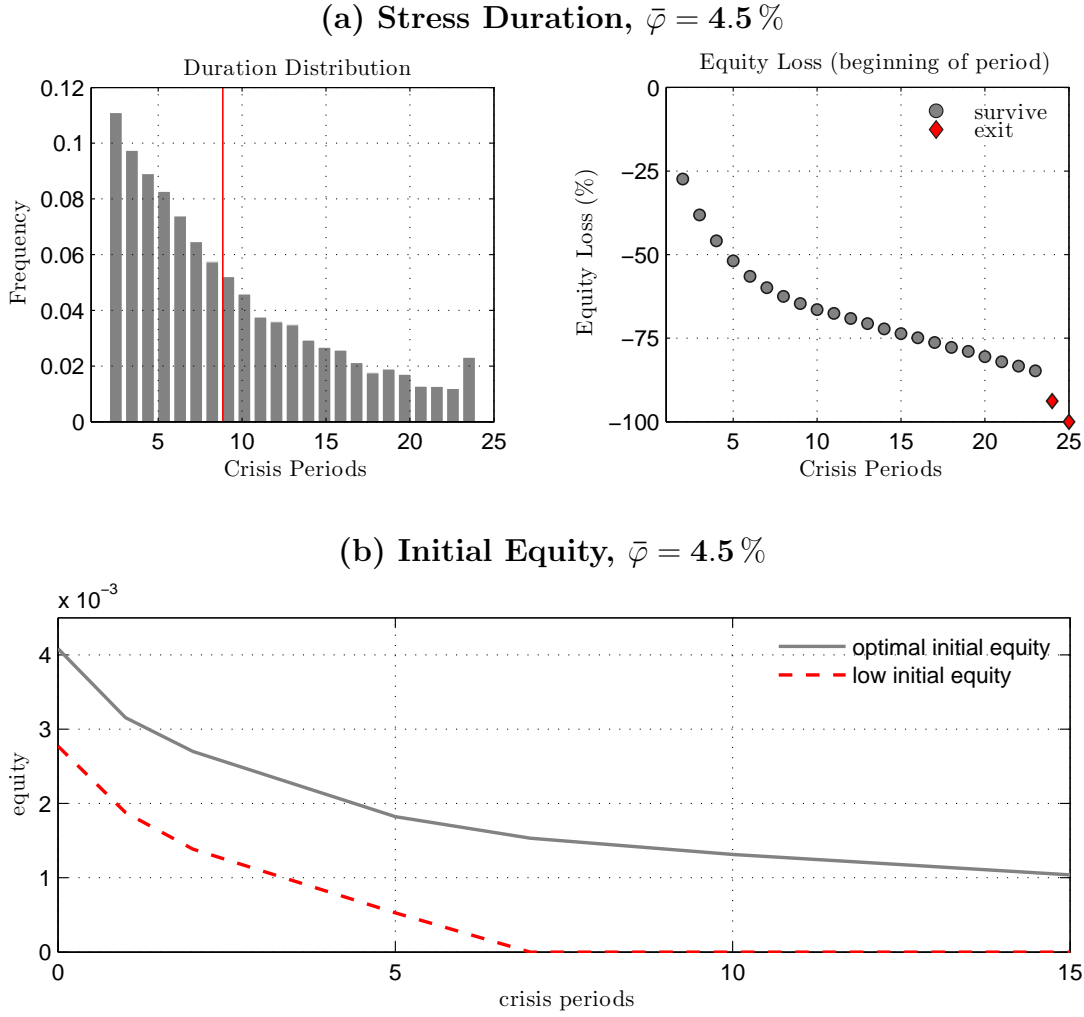 (a) Stress Duration, φ̄ = 4.5 %
Duration Distribution
0.12
0.1
0.08
0.06
0.04
0.02
0
Frequency
5
10
15
20
25
Crisis Periods
Equity Loss (beginning of period)
0
−25
−50
−75
−100
Equity Loss (%)
survive
exit
5
10
15
20
25
Crisis Periods
(b) Initial Equity, φ̄ = 4.5 %
x 10⁻³
4
3
2
1
0
equity
optimal initial equity
low initial equity
0
5
10
15
crisis periods